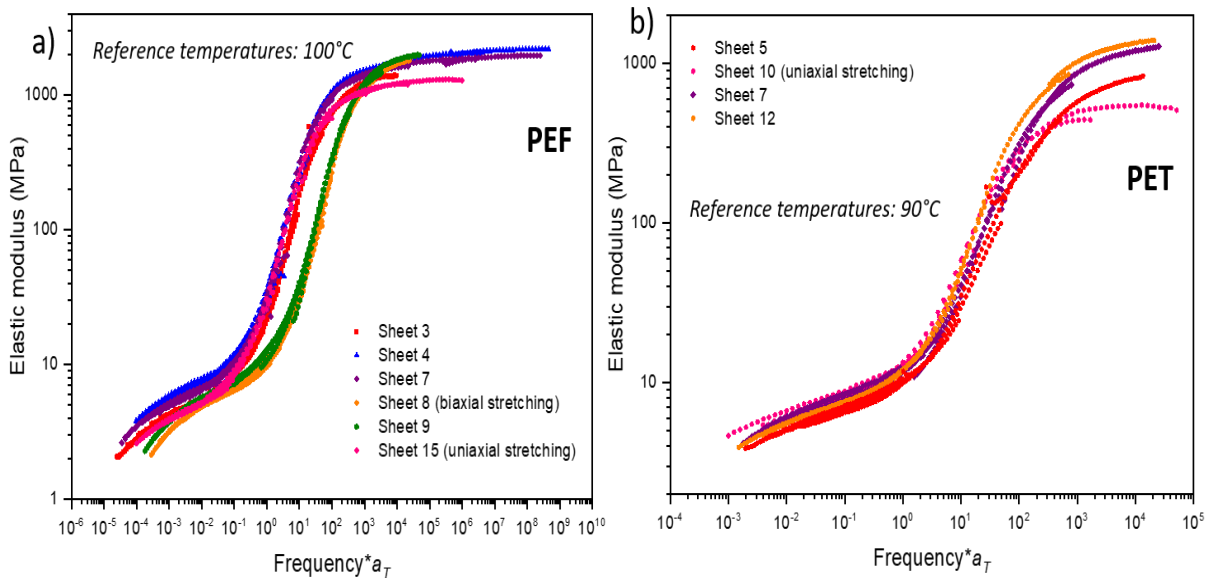 a)
Reference temperatures: 100°C
PEF
Elastic modulus (MPa)
1000
100
10
1
Sheet 3
Sheet 4
Sheet 7
Sheet 8 (biaxial stretching)
Sheet 9
Sheet 15 (uniaxial stretching)
10-6 10-5 10-4 10-3 10-2 10-1 100 101 102 103 104 105 106 107 108 109 1010
Frequency*aT
b)
Sheet 5
Sheet 10 (uniaxial stretching)
Sheet 7
Sheet 12
PET
Reference temperatures: 90°C
Elastic modulus (MPa)
1000
100
10
10-4 10-3 10-2 10-1 100 101 102 103 104 105
Frequency*aT